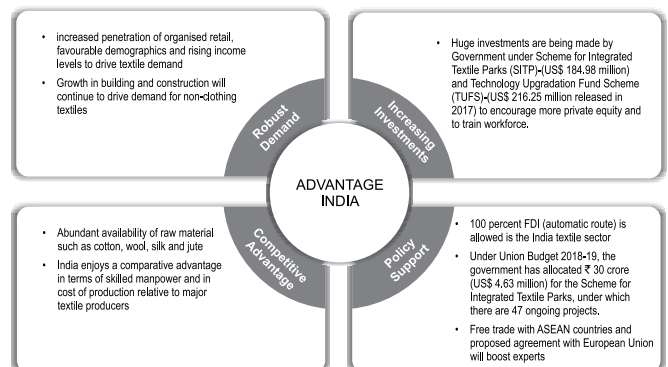 • increased penetration of organised retail,
favourable demographics and rising income
levels to drive textile demand
• Growth in building and construction will
continue to drive demand for non-clothing
textiles
Robust
Demand
• Huge investments are being made by
Government under Scheme for Integrated
Textile Parks (SITP)-(US$ 184.98 million)
and Technology Upgradation Fund Scheme
(TUFS)-(US$ 216.25 million released in
2017) to encourage more private equity and
to train workforce.
Increasing
Investments
ADVANTAGE
INDIA
• Abundant availability of raw material
such as cotton, wool, silk and jute
• India enjoys a comparative advantage
in terms of skilled manpower and in
cost of production relative to major
textile producers
Competitive
Advantage
Policy
Support
• 100 percent FDI (automatic route) is
allowed is the India textile sector
• Under Union Budget 2018-19, the
government has allocated ₹ 30 crore
(US$ 4.63 million) for the Scheme for
Integrated Textile Parks, under which
there are 47 ongoing projects.
• Free trade with ASEAN countries and
proposed agreement with European Union
will boost experts